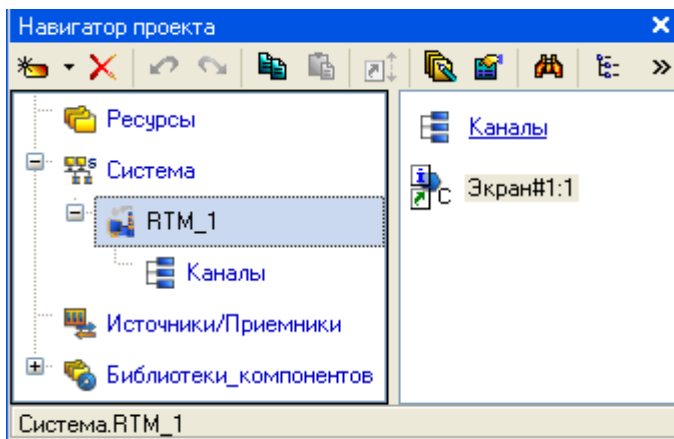 Навигатор проекта
Ресурсы
Система
RTM_1
Каналы
Источники/Приемники
Библиотеки_компонентов
Каналы
Экран#1:1
Система.RTM_1